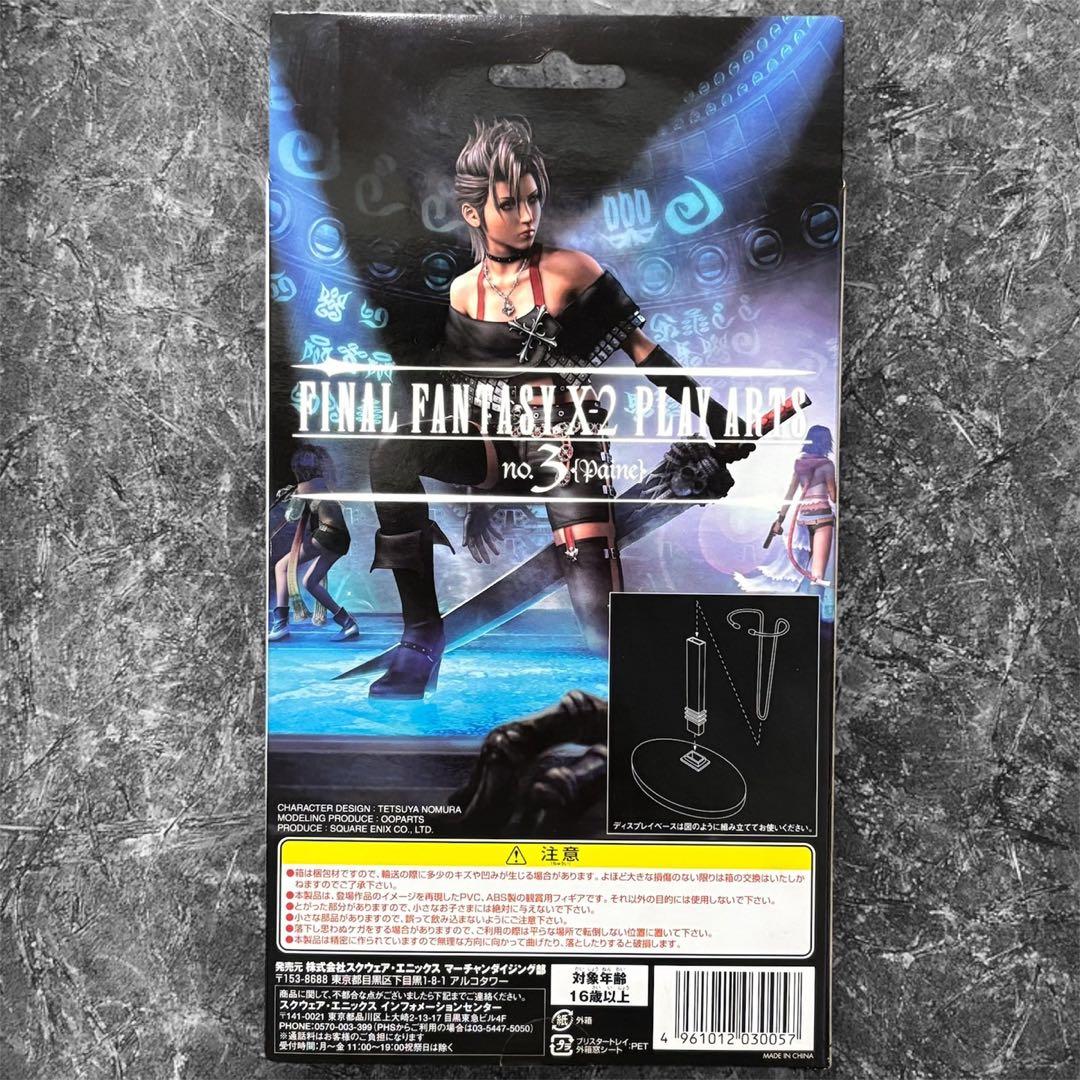 FINAL FANTASY X-2 PLAY ARTS
no.3 {Paine}
ディスプレイベースは図のように組み立ててお使いください。
CHARACTER DESIGN : TETSUYA NOMURA
MODELING PRODUCE : OOPARTS
PRODUCE : SQUARE ENIX CO., LTD.
注意
●箱は梱包材ですので、輸送の際に多少のキズや凹みが生じる場合があります。よほど大きな損傷のない限りは箱の交換はいたしか
ねますのでご了承下さい。
●本製品は、登場作品のイメージを再現したPVC、ABS製の観賞用フィギアです。それ以外の目的には使用しないで下さい。
●とがった部分がありますので、小さなお子さまには絶対に与えないで下さい。
●小さな部品がありますので、誤って飲み込まないようにご注意下さい。
●落下し思わぬケガをする場合がありますので、ご利用の際は平らな場所で転倒しない位置に置いて下さい。
●本製品は精密に作られていますので無理な方向に向かって曲げたり、落としたりすると破損します。
発売元 株式会社スクウェア・エニックス マーチャンダイジング部
〒153-8688 東京都目黒区下目黒1-8-1 アルコタワー
商品に関して、不都合な点がございましたら下記までご連絡ください。
スクウェア・エニックス インフォメーションセンター
〒141-0021 東京都品川区上大崎2-13-17 目黒東急ビル4F
PHONE:0570-003-399 (PHSからご利用の場合は03-5447-5050)
※通話料はお客様のご負担になります
受付時間:月〜金 11:00〜19:00祝祭日は除く
対象年齢
16歳以上
紙 外箱
プラ ブリスタートレイ・
外箱窓シート :PET
4 961012 030057
MADE IN CHINA